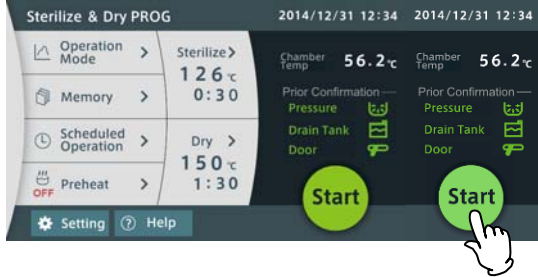 Sterilize & Dry PROG
2014/12/31 12:34
2014/12/31 12:34
Operation
Mode
Memory
Scheduled
Operation
OFF
Preheat
Sterilize
126℃
0:30
Dry
150℃
1:30
Chamber
Temp
56.2℃
Prior Confirmation
Pressure
Drain Tank
Door
Start
Chamber
Temp
56.2℃
Prior Confirmation
Pressure
Drain Tank
Door
Start
Setting
? Help